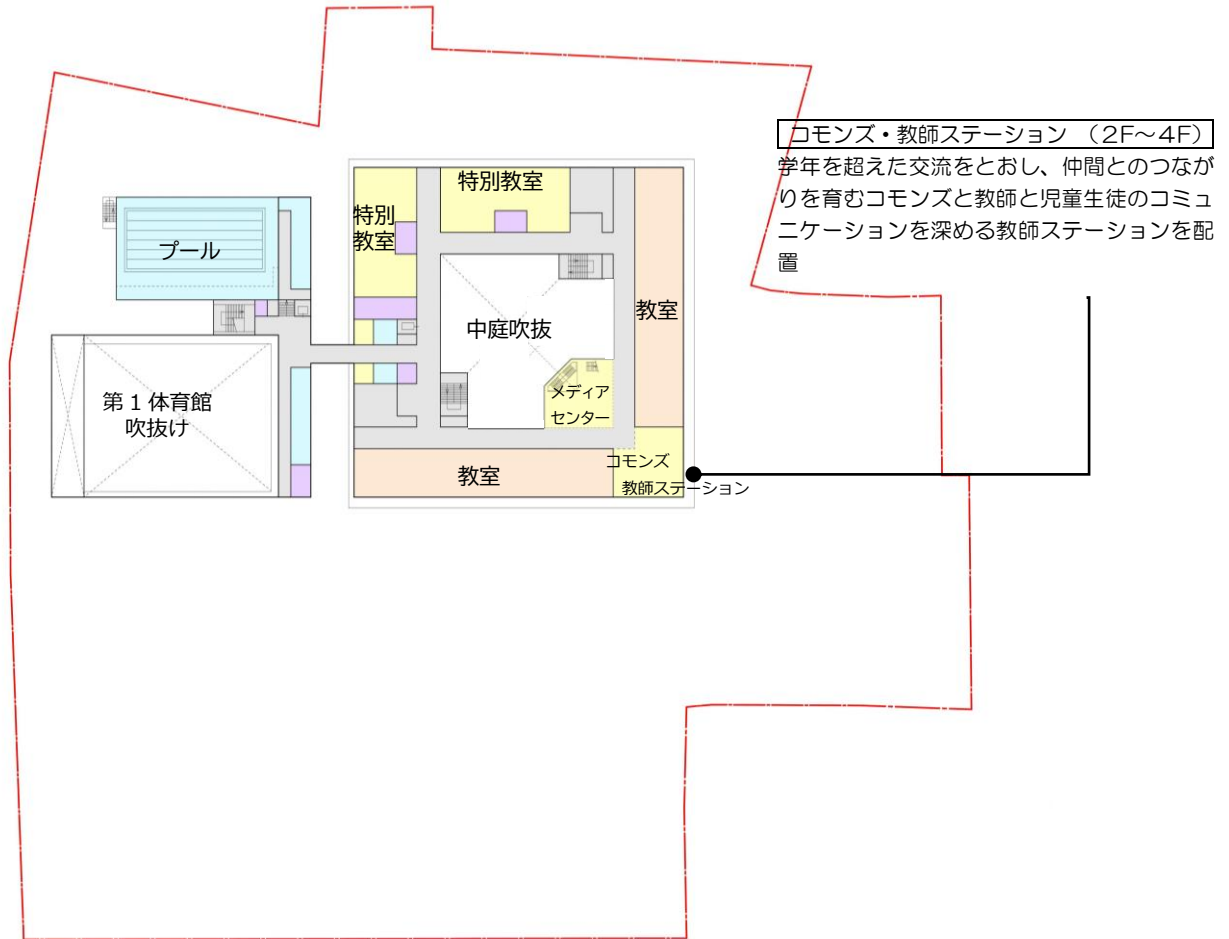 コモンズ・教師ステーション （2F～4F）
学年を超えた交流をとおし、仲間とのつなが
りを育むコモンズと教師と児童生徒のコミュ
ニケーションを深める教師ステーションを配
置
特別教室
特別
教室
プール
中庭吹抜
教室
メディア
センター
第１体育館
吹抜け
教室
コモンズ
教師ステーション